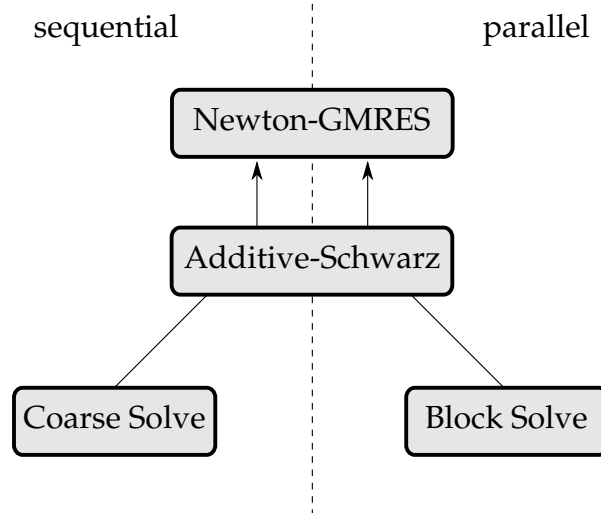 sequential
parallel
Newton-GMRES
Additive-Schwarz
Coarse Solve
Block Solve